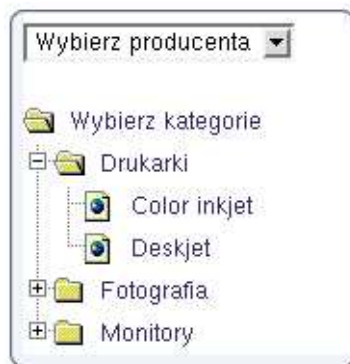 Wybierz producenta
Wybierz kategorie
Drukarki
Color inkjet
Deskjet
Fotografia
Monitory